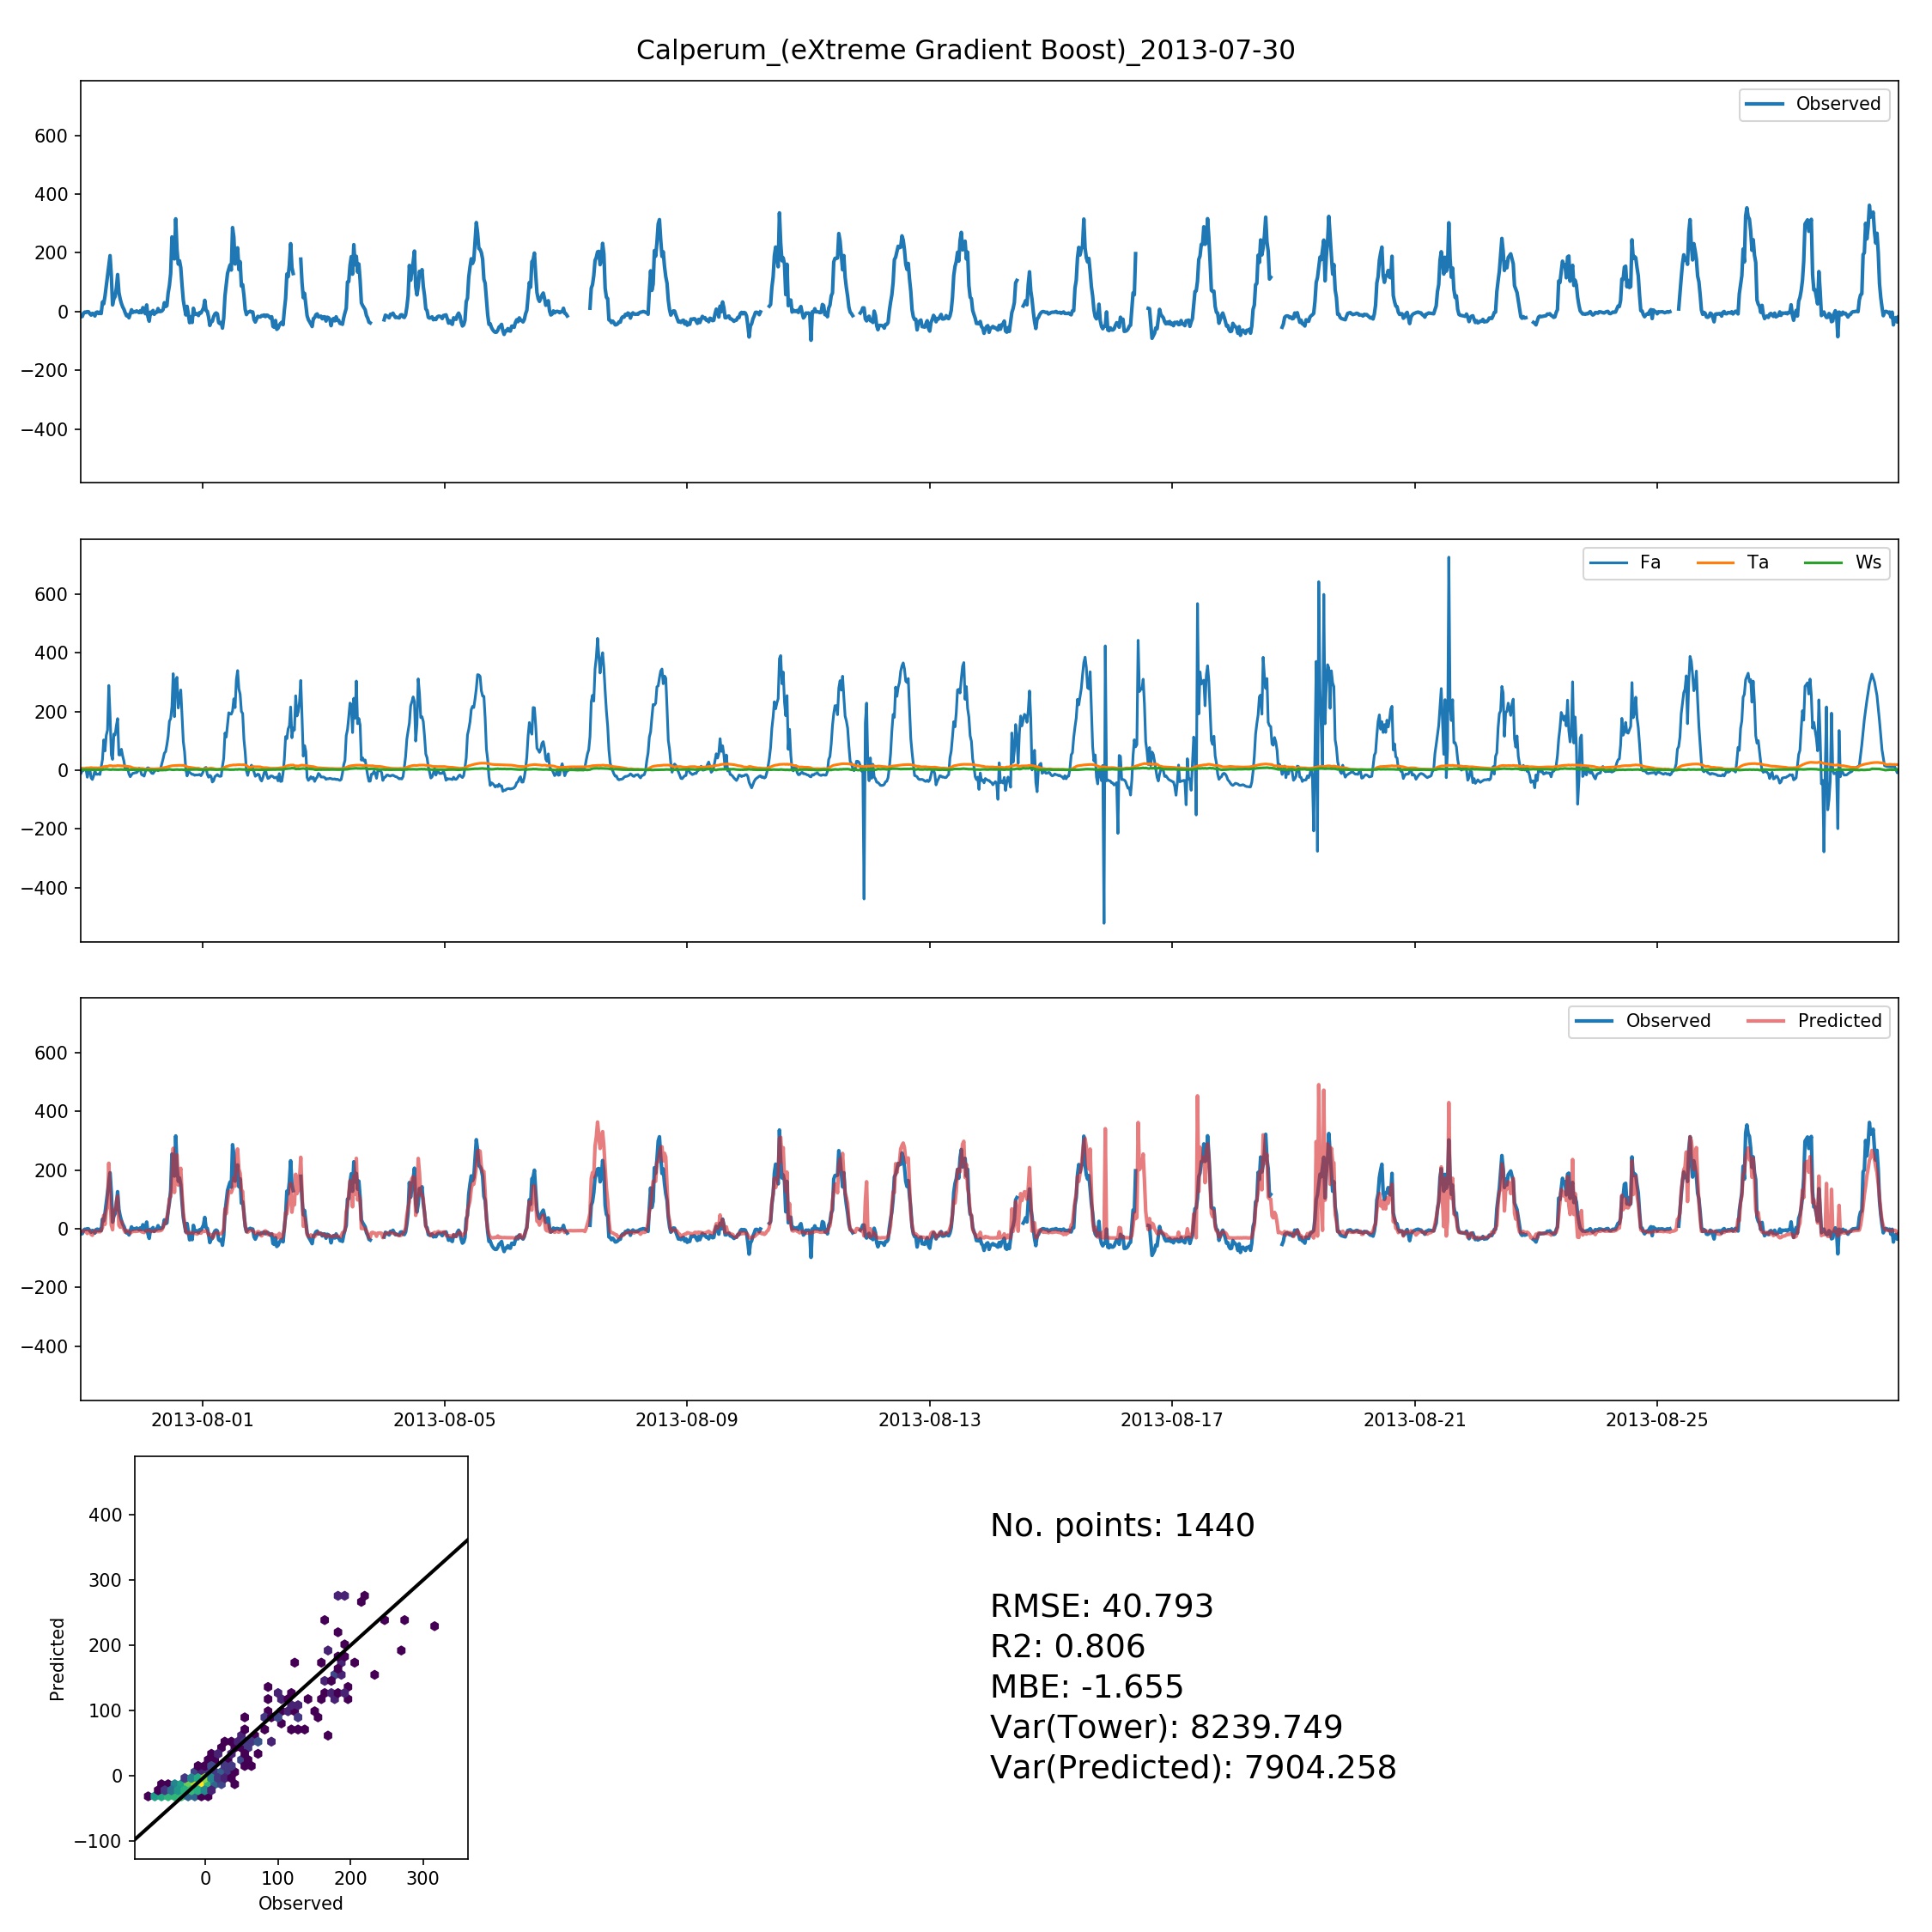 Calperum_(eXtreme Gradient Boost)_2013-07-30
Observed
600
400
200
0
−200
−400
Fa Ta Ws
600
400
200
0
−200
−400
Observed Predicted
600
400
200
0
−200
−400
2013-08-01 2013-08-05 2013-08-09 2013-08-13 2013-08-17 2013-08-21 2013-08-25
Predicted
400
300
200
100
0
−100
0 100 200 300
Observed
No. points: 1440
RMSE: 40.793
R2: 0.806
MBE: -1.655
Var(Tower): 8239.749
Var(Predicted): 7904.258